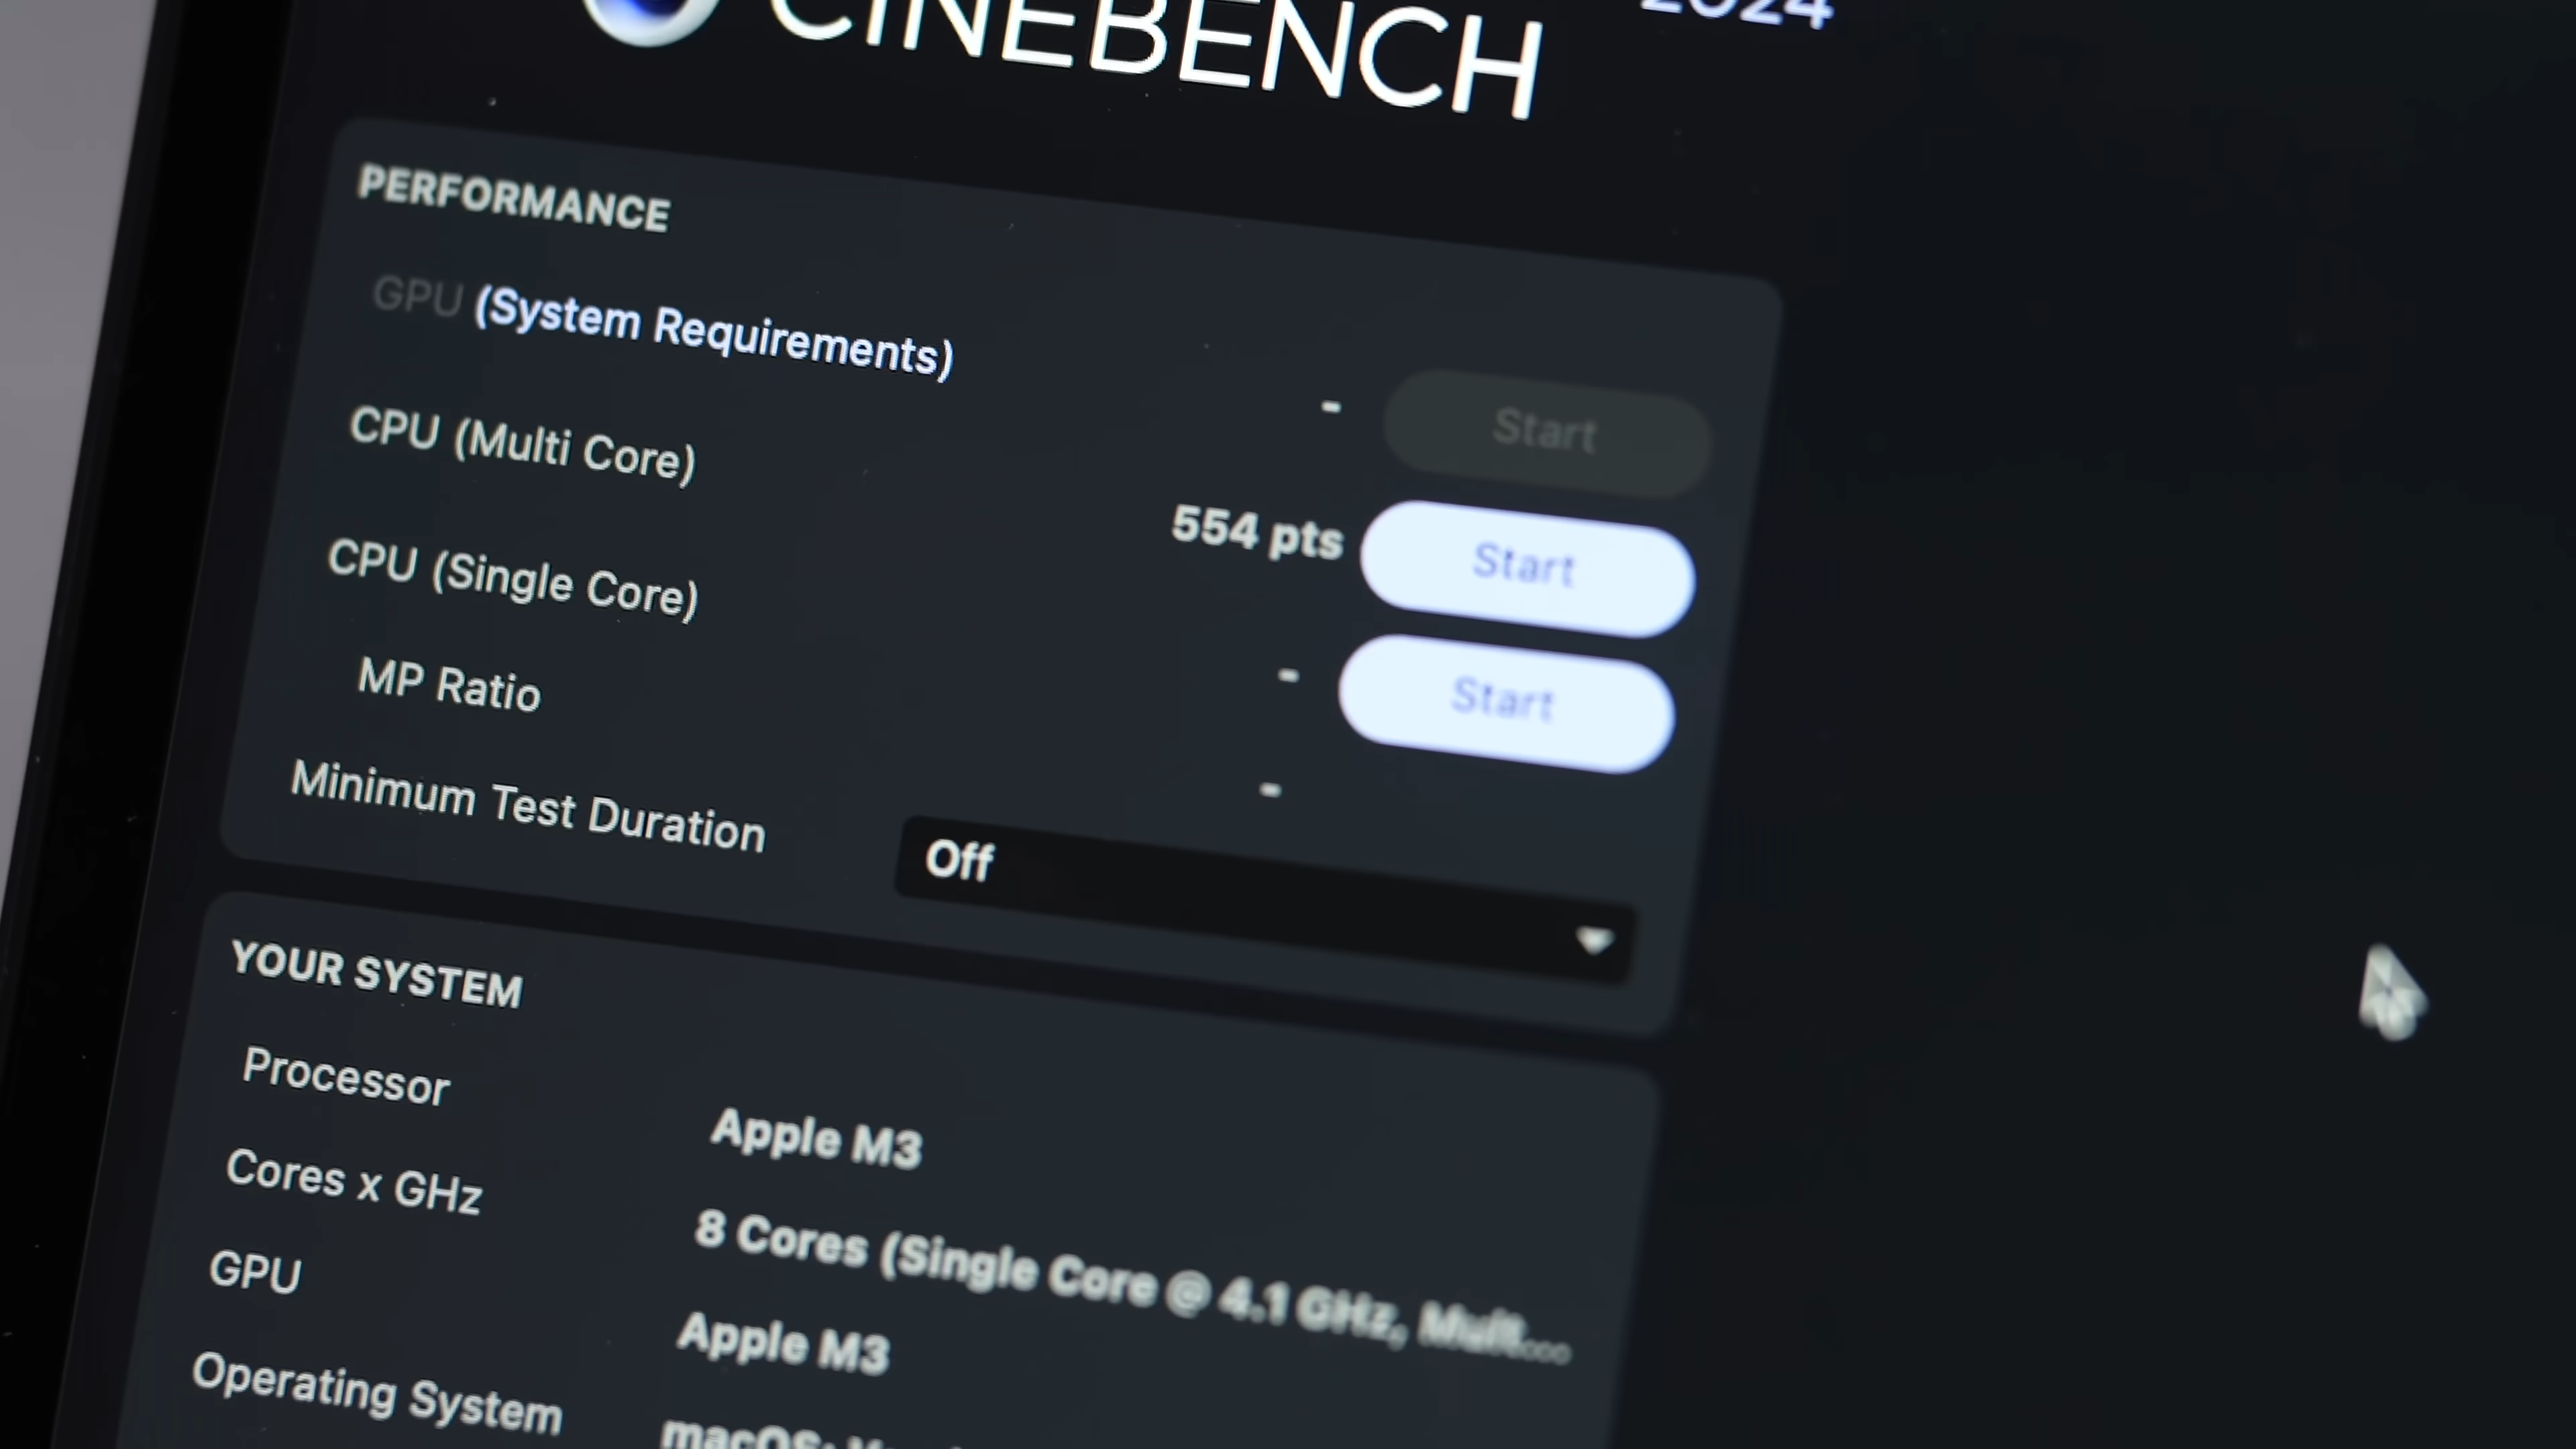 CINEBENCH 2024
PERFORMANCE
GPU (System Requirements) - Start
CPU (Multi Core) 554 pts Start
CPU (Single Core) - Start
MP Ratio -
Minimum Test Duration Off
YOUR SYSTEM
Processor Apple M3
Cores x GHz 8 Cores (Single Core @ 4.1 GHz, Mult...
GPU Apple M3
Operating System macOS: